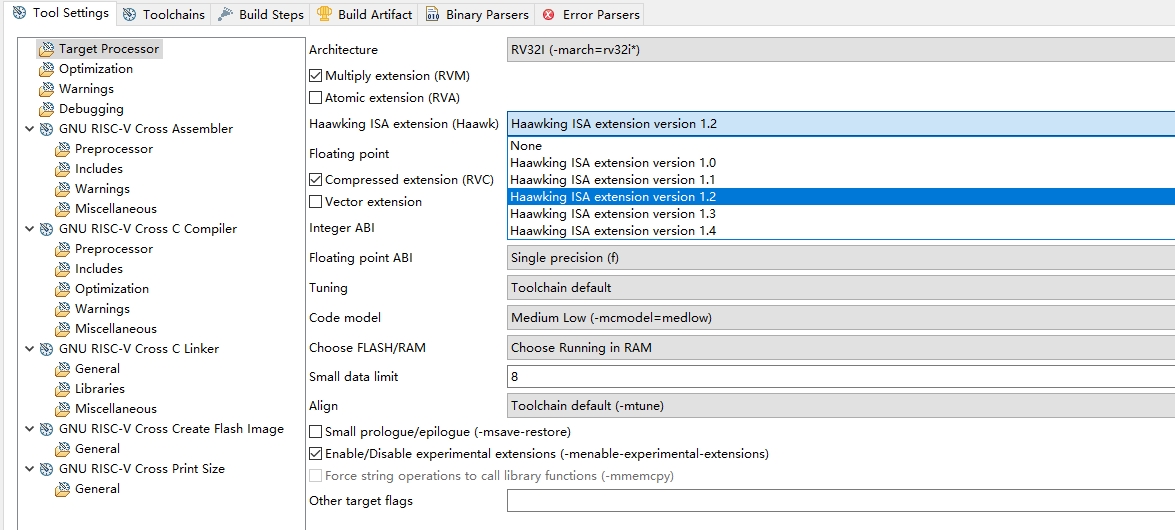 Tool Settings
Toolchains
Build Steps
Build Artifact
Binary Parsers
Error Parsers
Target Processor
Optimization
Warnings
Debugging
GNU RISC-V Cross Assembler
Preprocessor
Includes
Warnings
Miscellaneous
GNU RISC-V Cross C Compiler
Preprocessor
Includes
Optimization
Warnings
Miscellaneous
GNU RISC-V Cross C Linker
General
Libraries
Miscellaneous
GNU RISC-V Cross Create Flash Image
General
GNU RISC-V Cross Print Size
General
Architecture
RV32I (-march=rv32i*)
Multiply extension (RVM)
Atomic extension (RVA)
Haawking ISA extension (Haawk)
Haawking ISA extension version 1.2
None
Haawking ISA extension version 1.0
Haawking ISA extension version 1.1
Haawking ISA extension version 1.2
Haawking ISA extension version 1.3
Haawking ISA extension version 1.4
Floating point
Compressed extension (RVC)
Vector extension
Integer ABI
Floating point ABI
Single precision (f)
Tuning
Toolchain default
Code model
Medium Low (-mcmodel=medlow)
Choose FLASH/RAM
Choose Running in RAM
Small data limit
8
Align
Toolchain default (-mtune)
Small prologue/epilogue (-msave-restore)
Enable/Disable experimental extensions (-menable-experimental-extensions)
Force string operations to call library functions (-mmemcpy)
Other target flags